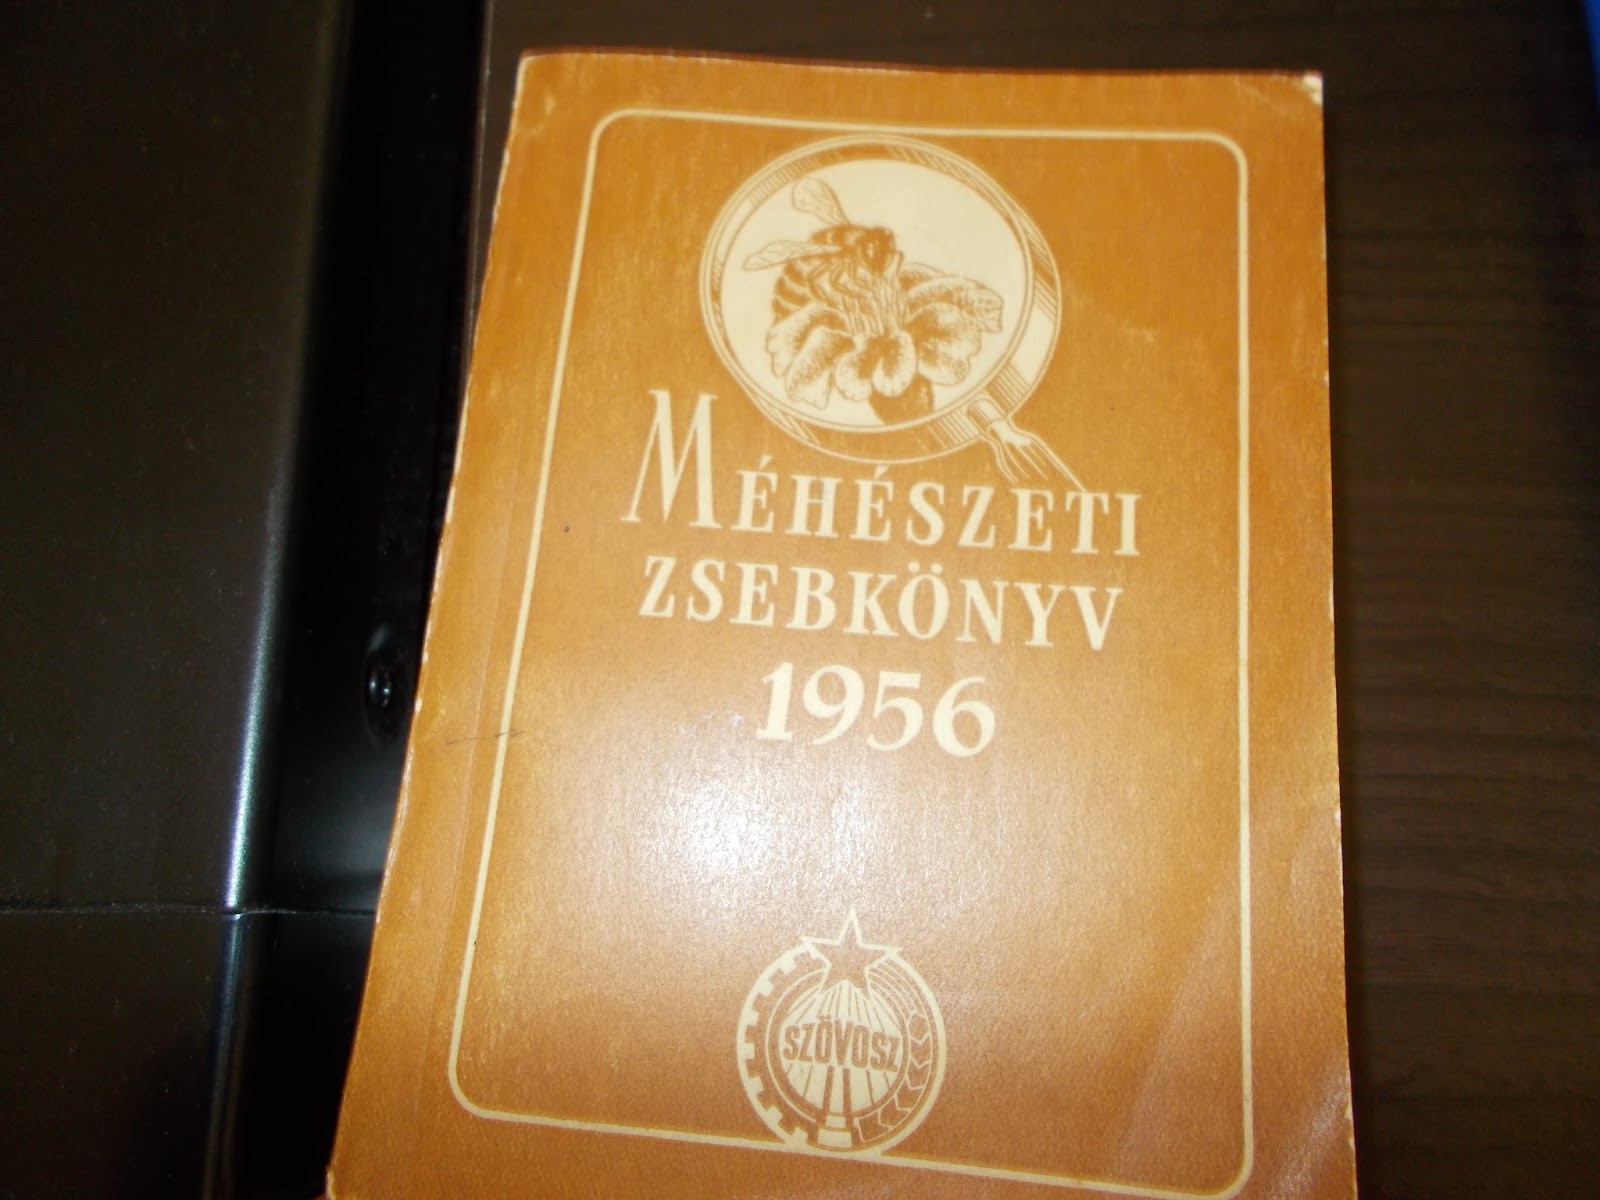 MÉHÉSZETI
ZSEBKÖNYV
1956
SZÖVOSZ